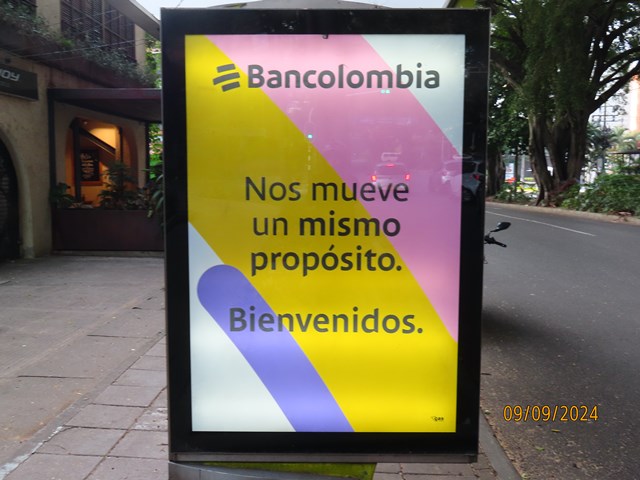 Bancolombia
Nos mueve
un mismo
propósito.
Bienvenidos.
09/09/2024